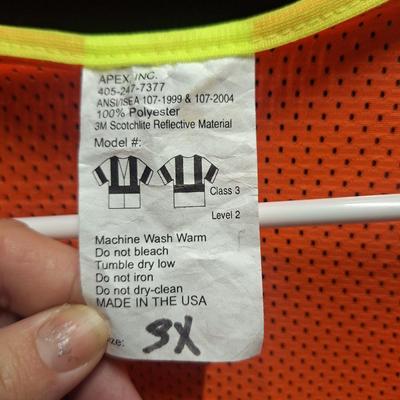 APEX, INC.
405-247-7377
ANSI/ISEA 107-1999 & 107-2004
100% Polyester
3M Scotchlite Reflective Material
Model #:
Class 3
Level 2
Machine Wash Warm
Do not bleach
Tumble dry low
Do not iron
Do not dry-clean
MADE IN THE USA
ize: 3X